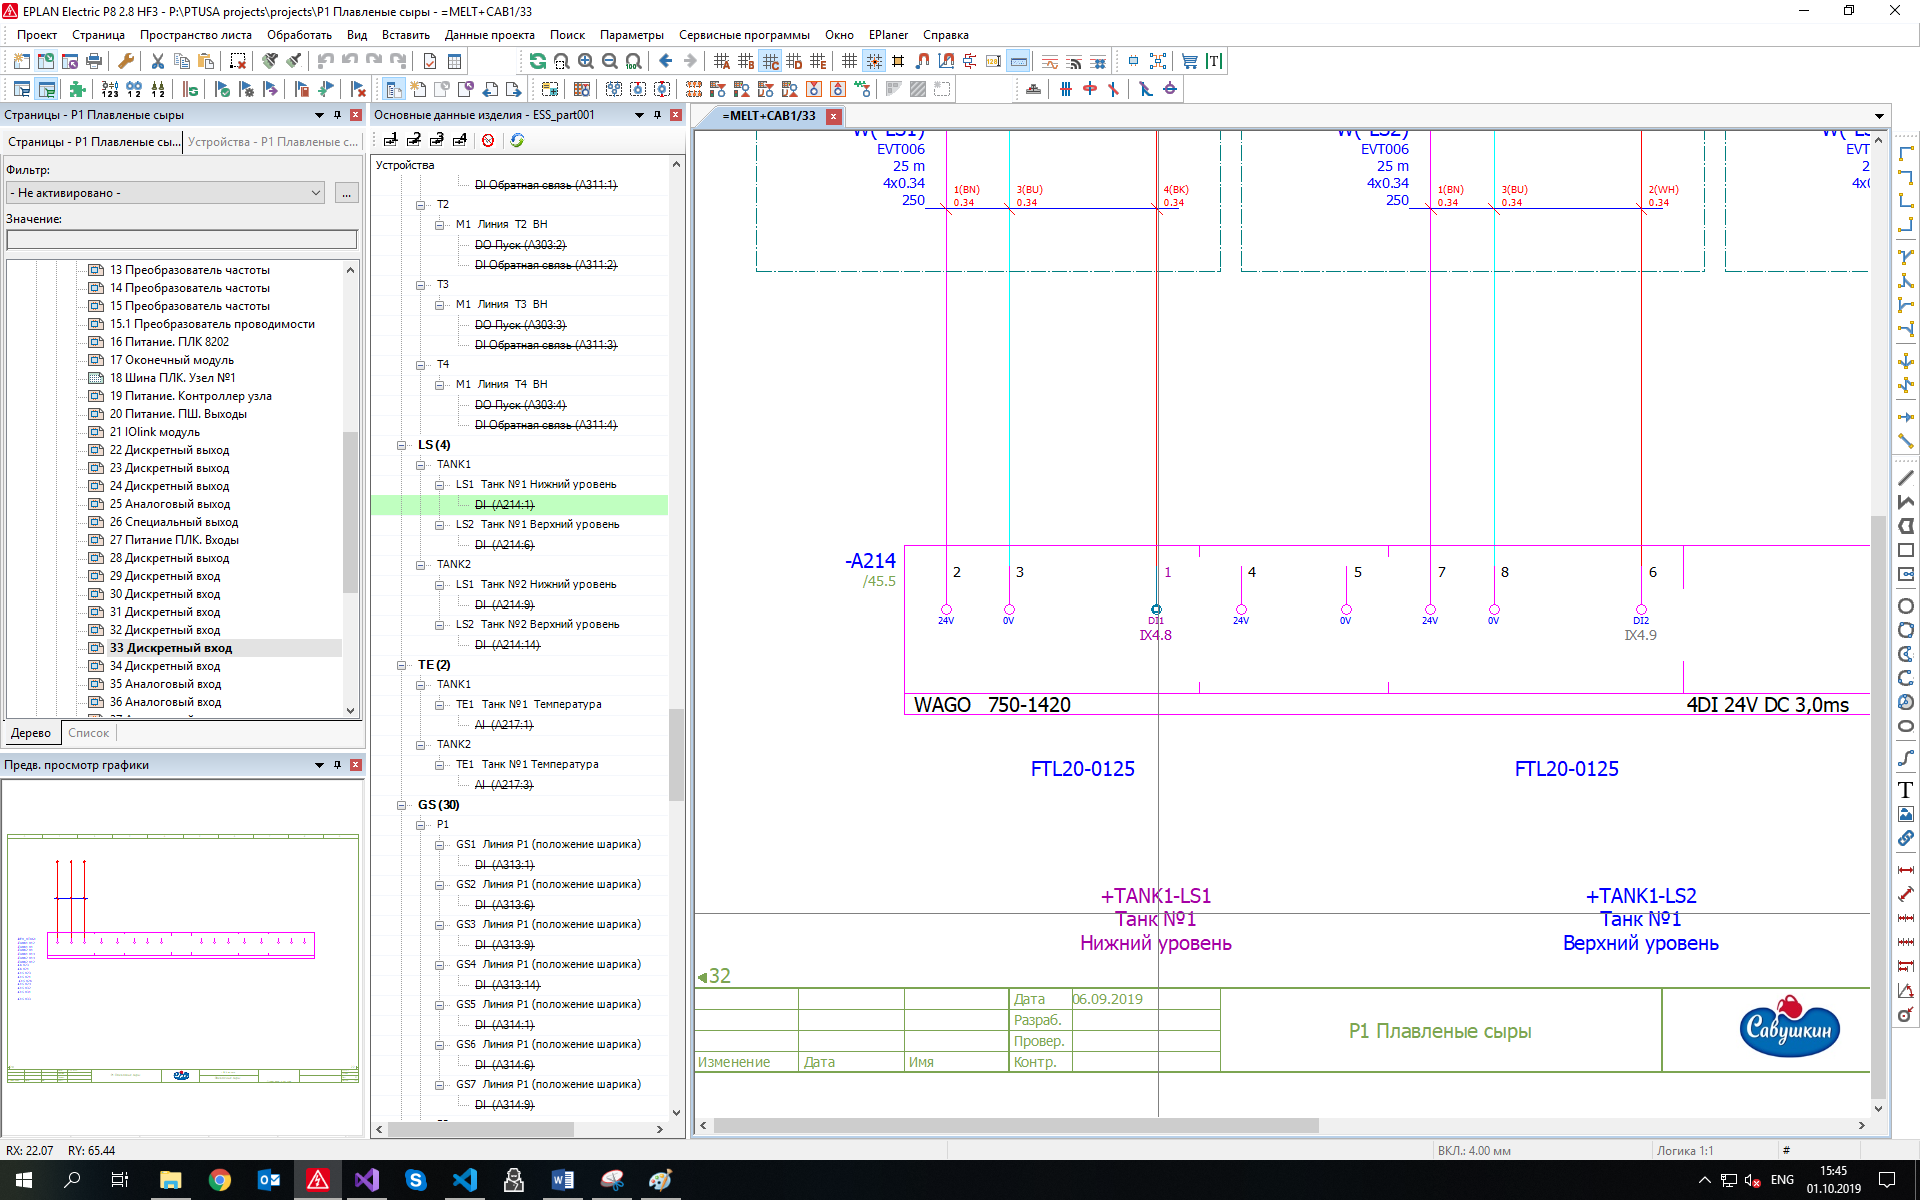 EPLAN Electric P8 2.8 HF3 - P:\PTUSA projects\projects\P1 Плавленые сыры - =MELT+CAB1/33
Проект Страница Пространство листа Обработать Вид Вставить Данные проекта Поиск Параметры Сервисные программы Окно EPlaner Справка
Страницы - P1 Плавленые сыры
Страницы - P1 Плавленые сы... Устройства - P1 Плавленые с...
Фильтр:
- Не активировано -
...
Значение:
13 Преобразователь частоты
14 Преобразователь частоты
15 Преобразователь частоты
15.1 Преобразователь проводимости
16 Питание. ПЛК 8202
17 Оконечный модуль
18 Шина ПЛК. Узел №1
19 Питание. Контроллер узла
20 Питание. ПШ. Выходы
21 IOlink модуль
22 Дискретный выход
23 Дискретный выход
24 Дискретный выход
25 Аналоговый выход
26 Специальный выход
27 Питание ПЛК. Входы
28 Дискретный выход
29 Дискретный вход
30 Дискретный вход
31 Дискретный вход
32 Дискретный вход
33 Дискретный вход
34 Дискретный вход
35 Аналоговый вход
36 Аналоговый вход
Дерево Список
Предв. просмотр графики
Основные данные изделия - ESS_part001
1 2 3 4
Устройства
DI Обратная связь (A311:1)
T2
M1 Линия T2 ВН
DO Пуск (A303:2)
DI Обратная связь (A311:2)
T3
M1 Линия T3 ВН
DO Пуск (A303:3)
DI Обратная связь (A311:3)
T4
M1 Линия T4 ВН
DO Пуск (A303:4)
DI Обратная связь (A311:4)
LS (4)
TANK1
LS1 Танк №1 Нижний уровень
DI (A214:1)
LS2 Танк №1 Верхний уровень
DI (A214:6)
TANK2
LS1 Танк №2 Нижний уровень
DI (A214:9)
LS2 Танк №2 Верхний уровень
DI (A214:14)
TE (2)
TANK1
TE1 Танк №1 Температура
AI (A217:1)
TANK2
TE1 Танк №1 Температура
AI (A217:3)
GS (30)
P1
GS1 Линия P1 (положение шарика)
DI (A313:1)
GS2 Линия P1 (положение шарика)
DI (A313:6)
GS3 Линия P1 (положение шарика)
DI (A313:9)
GS4 Линия P1 (положение шарика)
DI (A313:14)
GS5 Линия P1 (положение шарика)
DI (A314:1)
GS6 Линия P1 (положение шарика)
DI (A314:6)
GS7 Линия P1 (положение шарика)
DI (A314:9)
=MELT+CAB1/33
W(-LS1) W(-LS2)
EVT006 EVT006 EVT
25 m 25 m 2
4x0.34 4x0.34
250 250
1(BN) 3(BU) 4(BK) 1(BN) 3(BU) 2(WH)
0.34 0.34 0.34 0.34 0.34 0.34
-A214
/45.5
2 3 1 4 5 7 8 6
24V 0V DI1 24V 0V 24V 0V DI2
IX4.8 IX4.9
WAGO 750-1420 4DI 24V DC 3,0ms
FTL20-0125 FTL20-0125
+TANK1-LS1 +TANK1-LS2
Танк №1 Танк №1
Нижний уровень Верхний уровень
32
Дата 06.09.2019
Разраб.
Провер.
Изменение Дата Имя Контр.
P1 Плавленые сыры
Савушкин
RX: 22.07 RY: 65.44
ВКЛ.: 4.00 мм Логика 1:1 #
ENG 15:45
01.10.2019